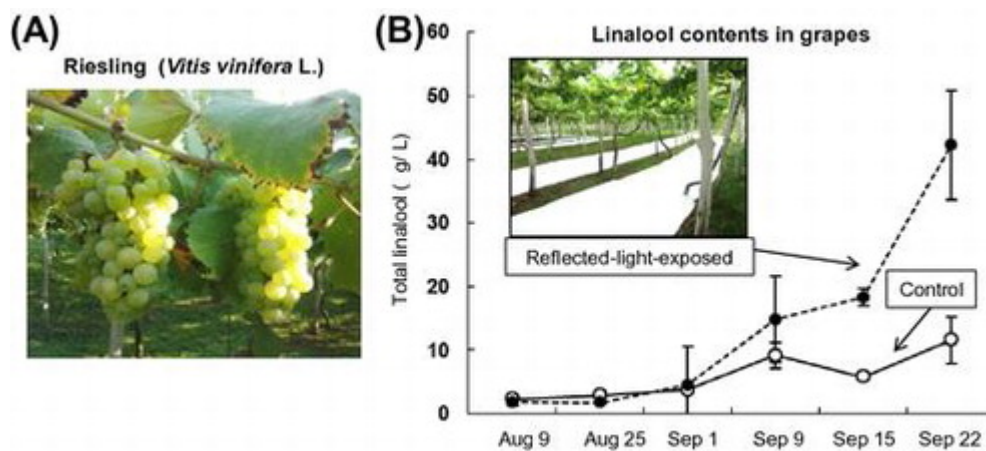 (A)
Riesling (Vitis vinifera L.)
(B)
Linalool contents in grapes
Total linalool ( g/ L)
60
50
40
30
20
10
0
Reflected-light-exposed
Control
Aug 9 Aug 25 Sep 1 Sep 9 Sep 15 Sep 22